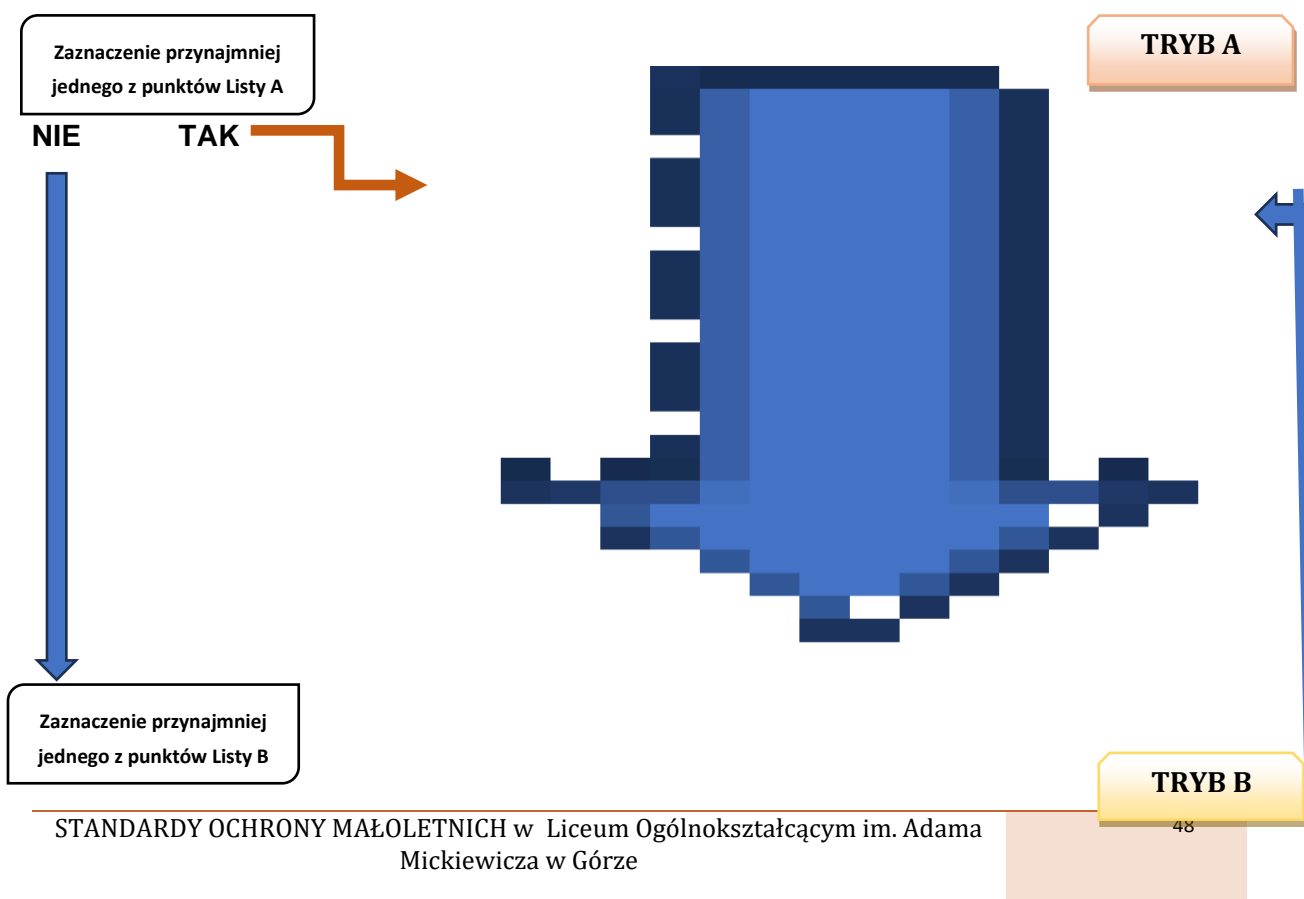 Zaznaczenie przynajmniej
jednego z punktów Listy A
TRYB A
NIE TAK
Zaznaczenie przynajmniej
jednego z punktów Listy B
TRYB B
STANDARDY OCHRONY MAŁOLETNICH w Liceum Ogólnokształcącym im. Adama
Mickiewicza w Górze
48